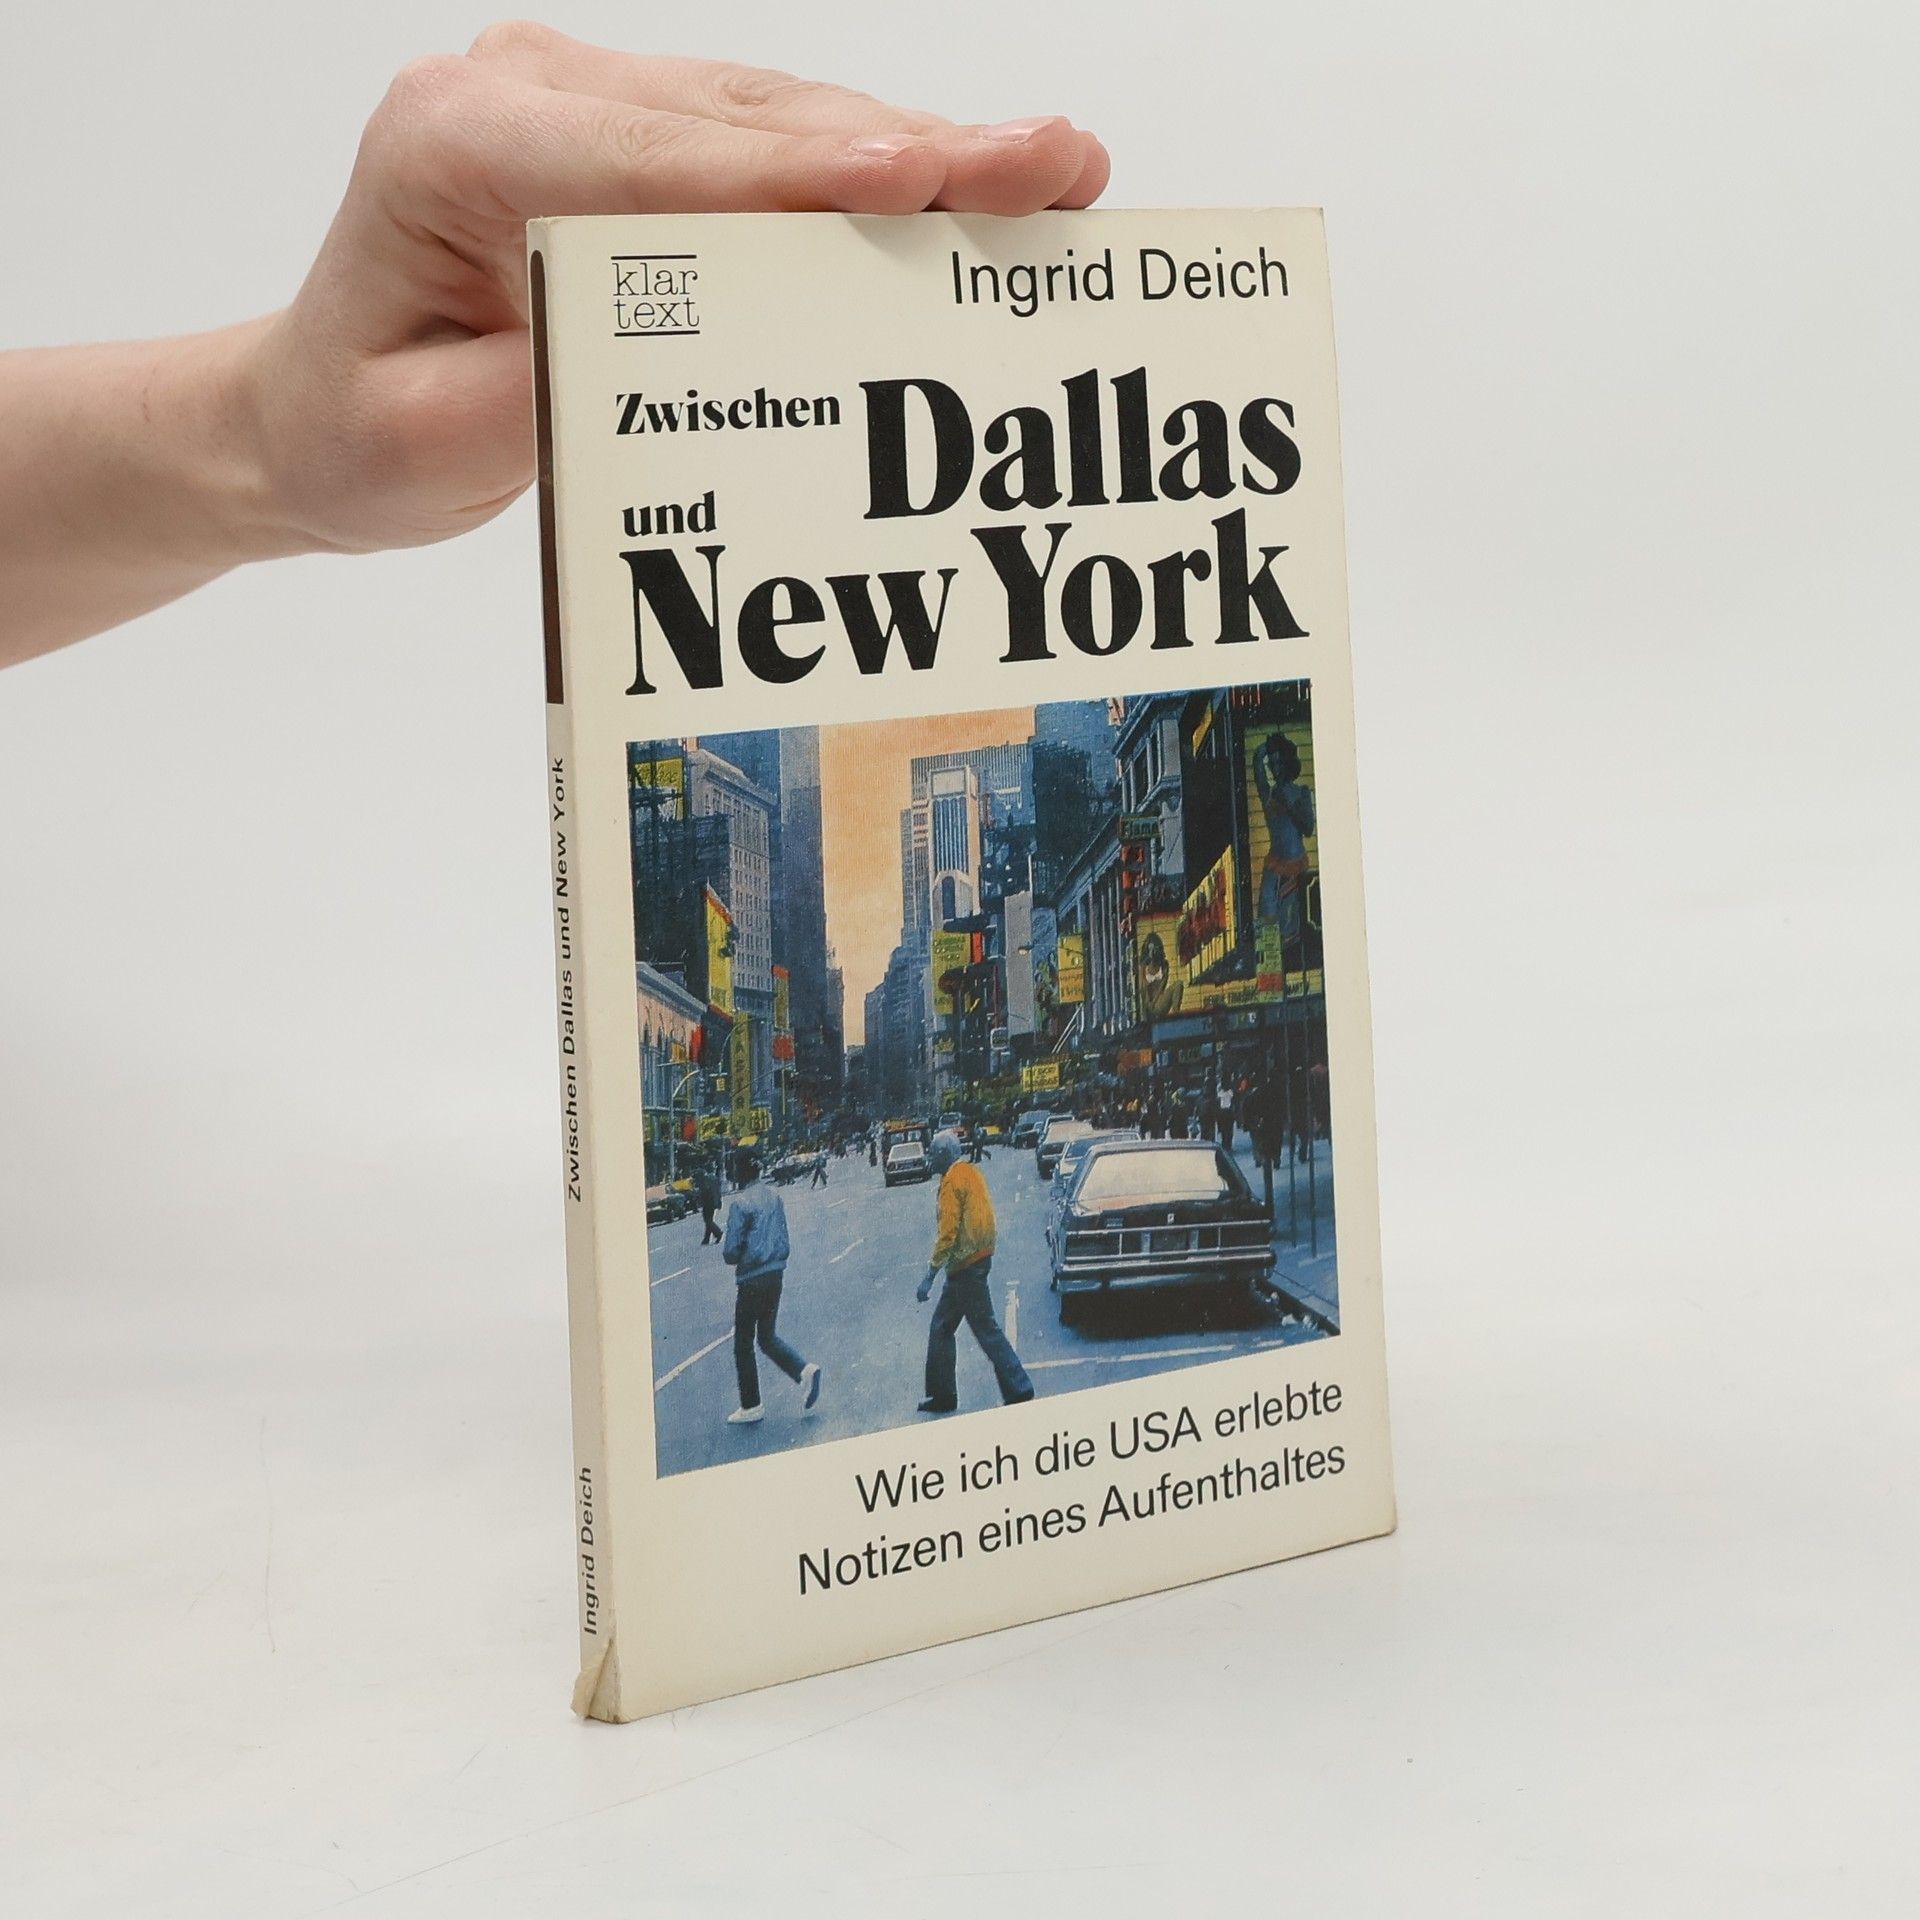 klar
text
Ingrid Deich
Zwischen Dallas
und
New York
Wie ich die USA erlebte
Notizen eines Aufenthaltes
Ingrid Deich
Zwischen Dallas und New York